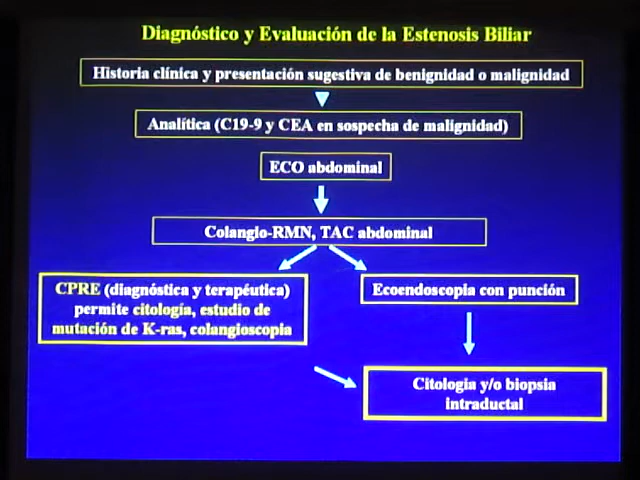 Diagnóstico y Evaluación de la Estenosis Biliar
Historia clínica y presentación sugestiva de benignidad o malignidad
Analítica (C19-9 y CEA en sospecha de malignidad)
ECO abdominal
Colangio-RMN, TAC abdominal
CPRE (diagnóstica y terapéutica)
permite citología, estudio de
mutación de K-ras, colangioscopia
Ecoendoscopia con punción
Citología y/o biopsia
intraductal